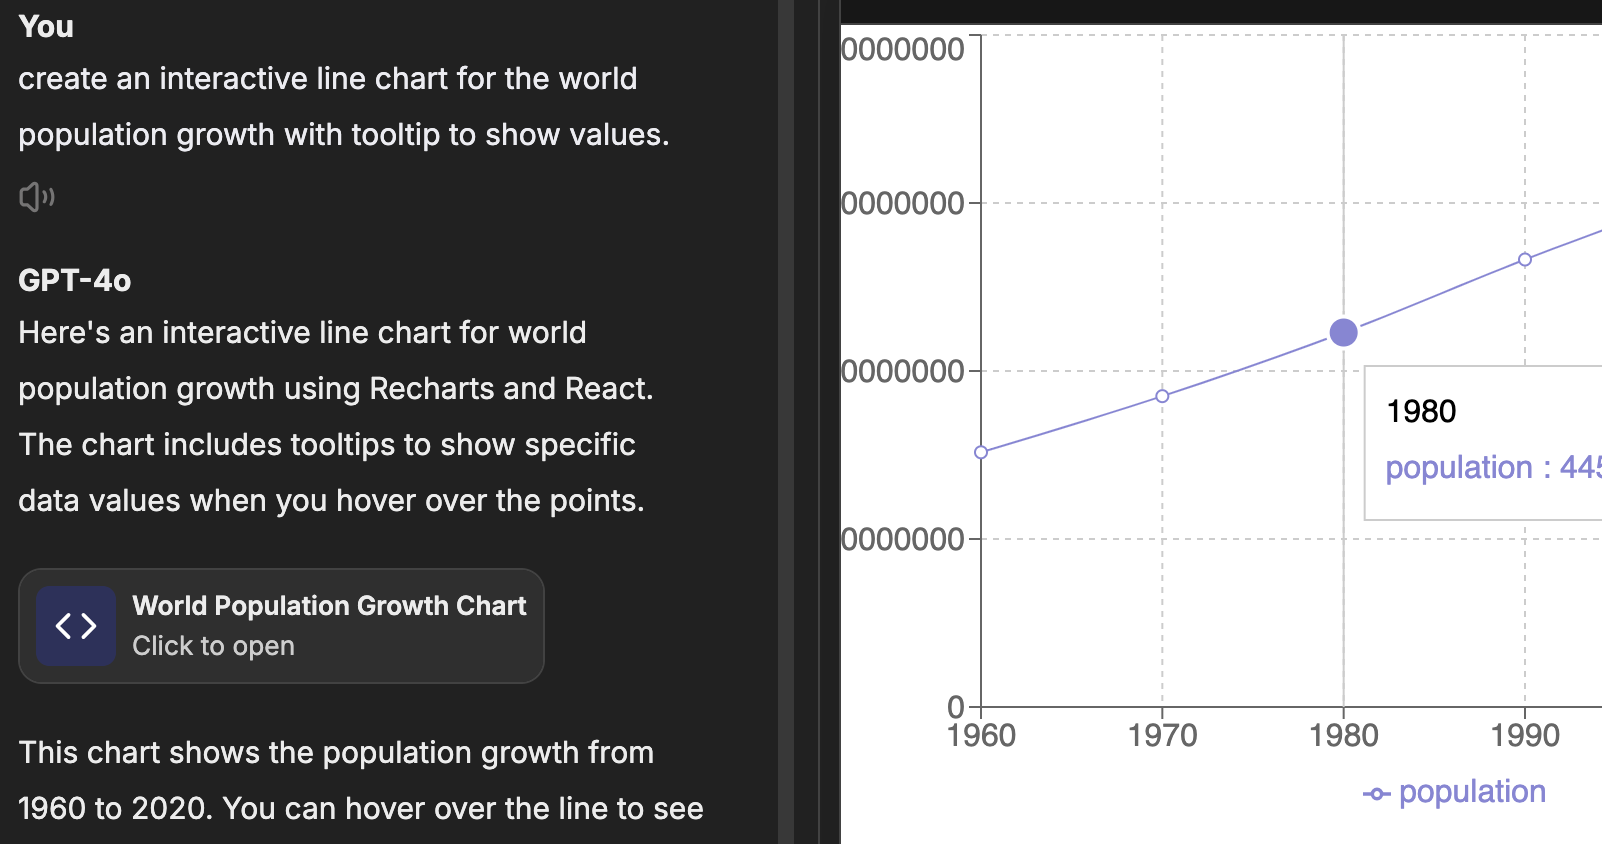 You
create an interactive line chart for the world
population growth with tooltip to show values.
GPT-4o
Here's an interactive line chart for world
population growth using Recharts and React.
The chart includes tooltips to show specific
data values when you hover over the points.
World Population Growth Chart
Click to open
This chart shows the population growth from
1960 to 2020. You can hover over the line to see
0000000
0000000
0000000
0000000
0
1960 1970 1980 1990
1980
population : 445
population